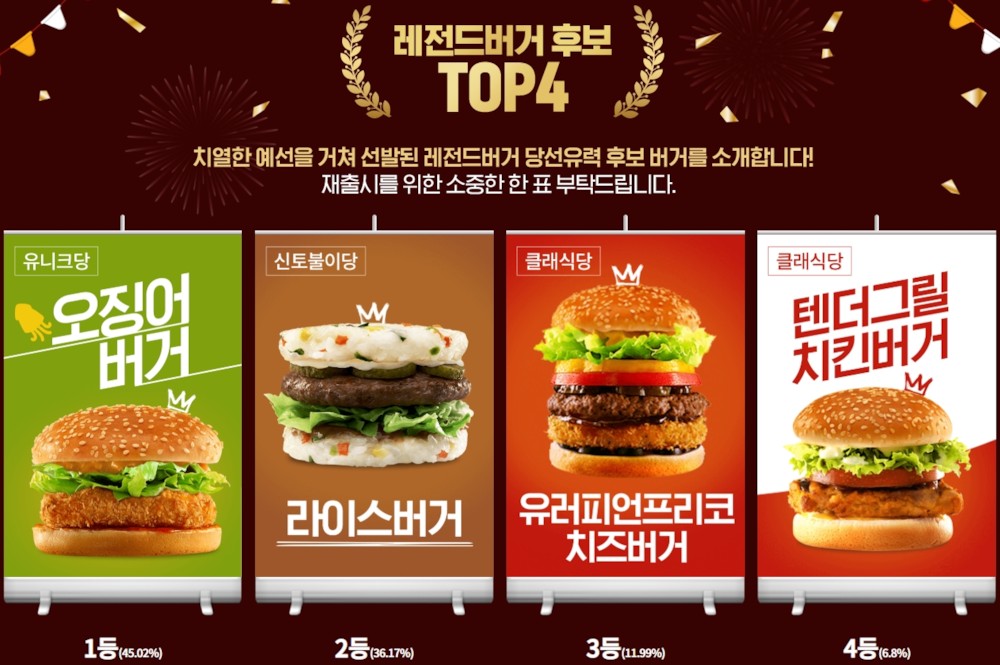 레전드버거 후보
TOP4
치열한 예선을 거쳐 선발된 레전드버거 당선유력 후보 버거를 소개합니다!
재출시를 위한 소중한 한 표 부탁드립니다.
유니크당
오징어
버거
1등(45.02%)
신토불이당
라이스버거
2등(36.17%)
클래식당
유러피언프리코
치즈버거
3등(11.99%)
클래식당
텐더그릴
치킨버거
4등(6.8%)